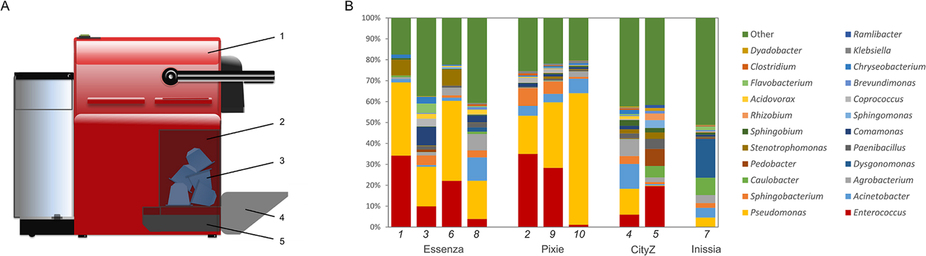 A
1
2
3
4
5
B
100%
90%
80%
70%
60%
50%
40%
30%
20%
10%
0%
1 3 6 8 2 9 10 4 5 7
Essenza Pixie CityZ Inissia
Other Ramlibacter
Dyadobacter Klebsiella
Clostridium Chryseobacterium
Flavobacterium Brevundimonas
Acidovorax Coprococcus
Rhizobium Sphingomonas
Sphingobium Comamonas
Stenotrophomonas Paenibacillus
Pedobacter Dysgonomonas
Caulobacter Agrobacterium
Sphingobacterium Acinetobacter
Pseudomonas Enterococcus